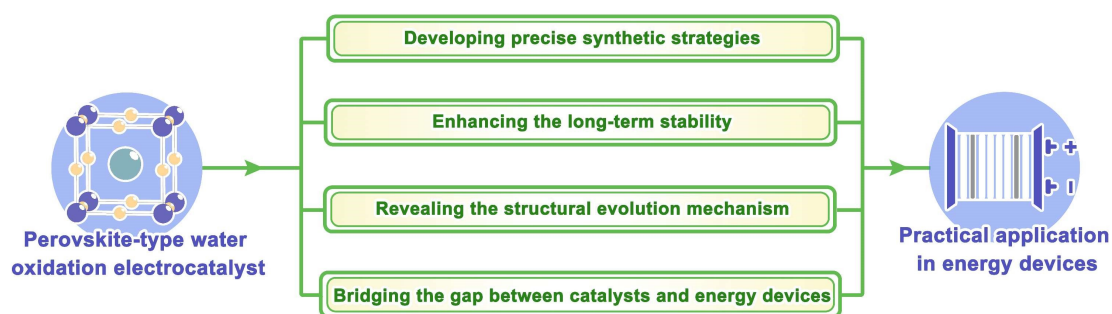 Developing precise synthetic strategies
Enhancing the long-term stability
Revealing the structural evolution mechanism
Bridging the gap between catalysts and energy devices
Perovskite-type water
oxidation electrocatalyst
Practical application
in energy devices
+
−